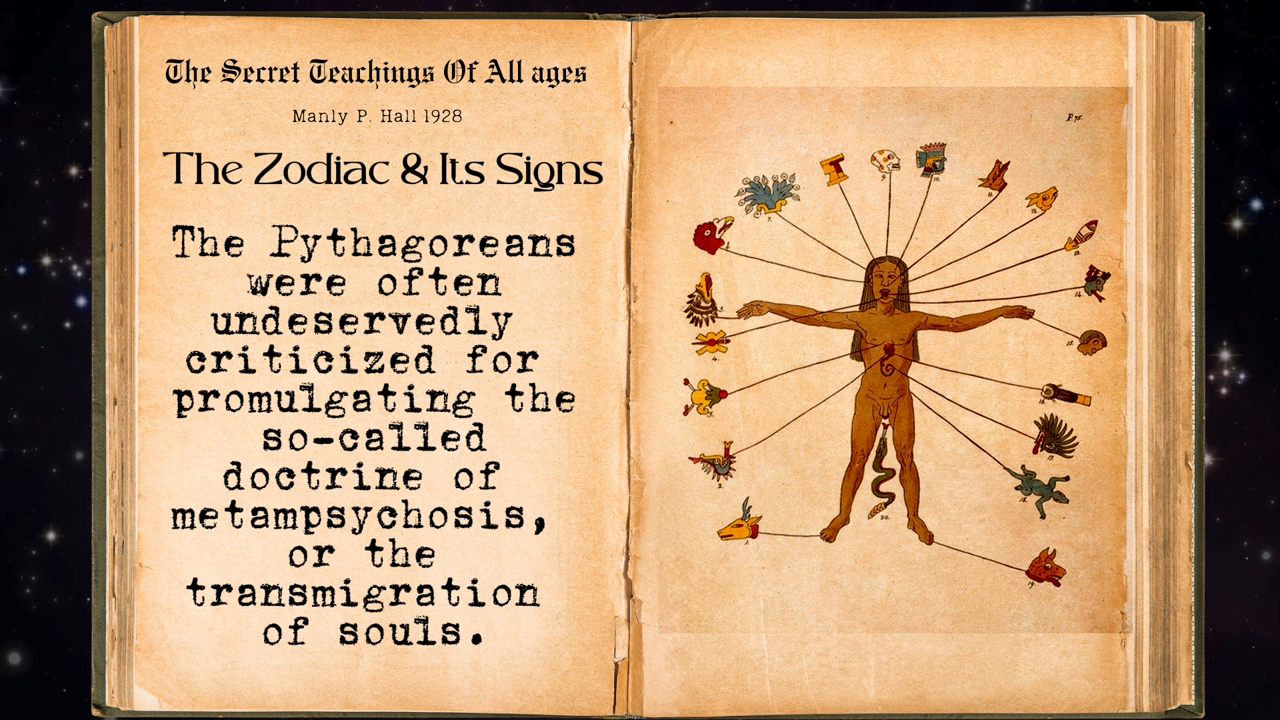 The Secret Teachings Of All ages
Manly P. Hall 1928
The Zodiac & Its Signs
The Pythagoreans
were often
undeservedly
criticized for
promulgating the
so-called
doctrine of
metampsychosis,
or the
transmigration
of souls.